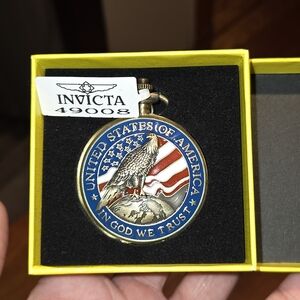 INVICTA
49008
UNITED STATES OF AMERICA
IN GOD WE TRUST